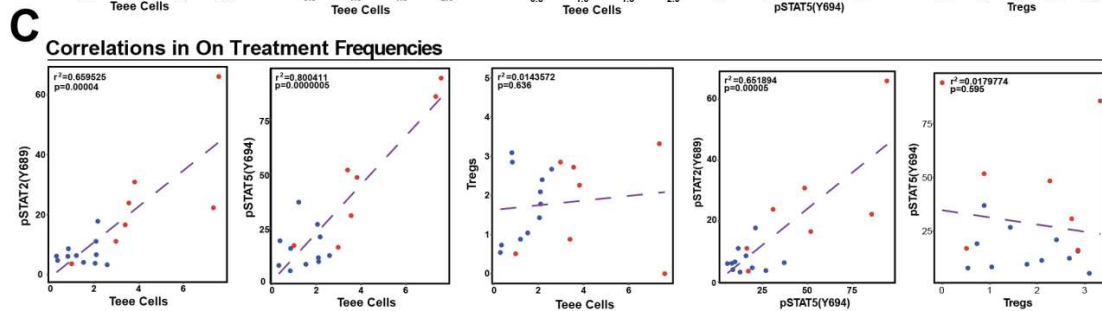 Teee Cells
Teee Cells
Teee Cells
pSTAT5(Y694)
Tregs
C
Correlations in On Treatment Frequencies
r²=0.659525
p=0.00004
pSTAT2(Y689)
60
40
20
0
0 2 4 6
Teee Cells
r²=0.800411
p=0.0000005
pSTAT5(Y694)
75
50
25
0
0 2 4 6
Teee Cells
r²=0.0143572
p=0.636
Tregs
5
4
3
2
1
0
0 2 4 6
Teee Cells
r²=0.651894
p=0.00005
pSTAT2(Y689)
60
40
20
0
25 50 75
pSTAT5(Y694)
r²=0.0179774
p=0.595
pSTAT5(Y694)
75
50
25
0 1 2 3
Tregs